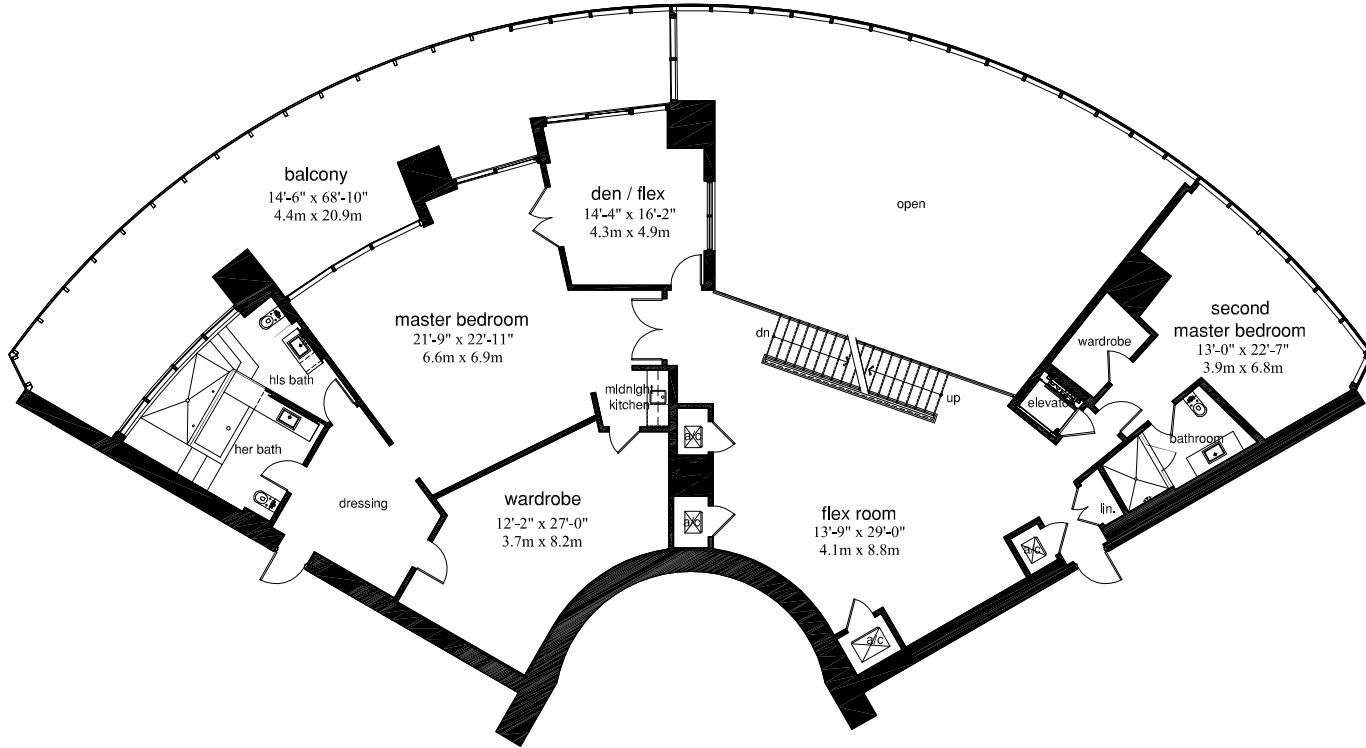 balcony
14'-6" x 68'-10"
4.4m x 20.9m
den / flex
14'-4" x 16'-2"
4.3m x 4.9m
open
master bedroom
21'-9" x 22'-11"
6.6m x 6.9m
second
master bedroom
13'-0" x 22'-7"
3.9m x 6.8m
dn
up
wardrobe
his bath
her bath
midnight
kitchen
elevator
bathroom
dressing
wardrobe
12'-2" x 27'-0"
3.7m x 8.2m
a/c
a/c
flex room
13'-9" x 29'-0"
4.1m x 8.8m
lin.
a/c
a/c